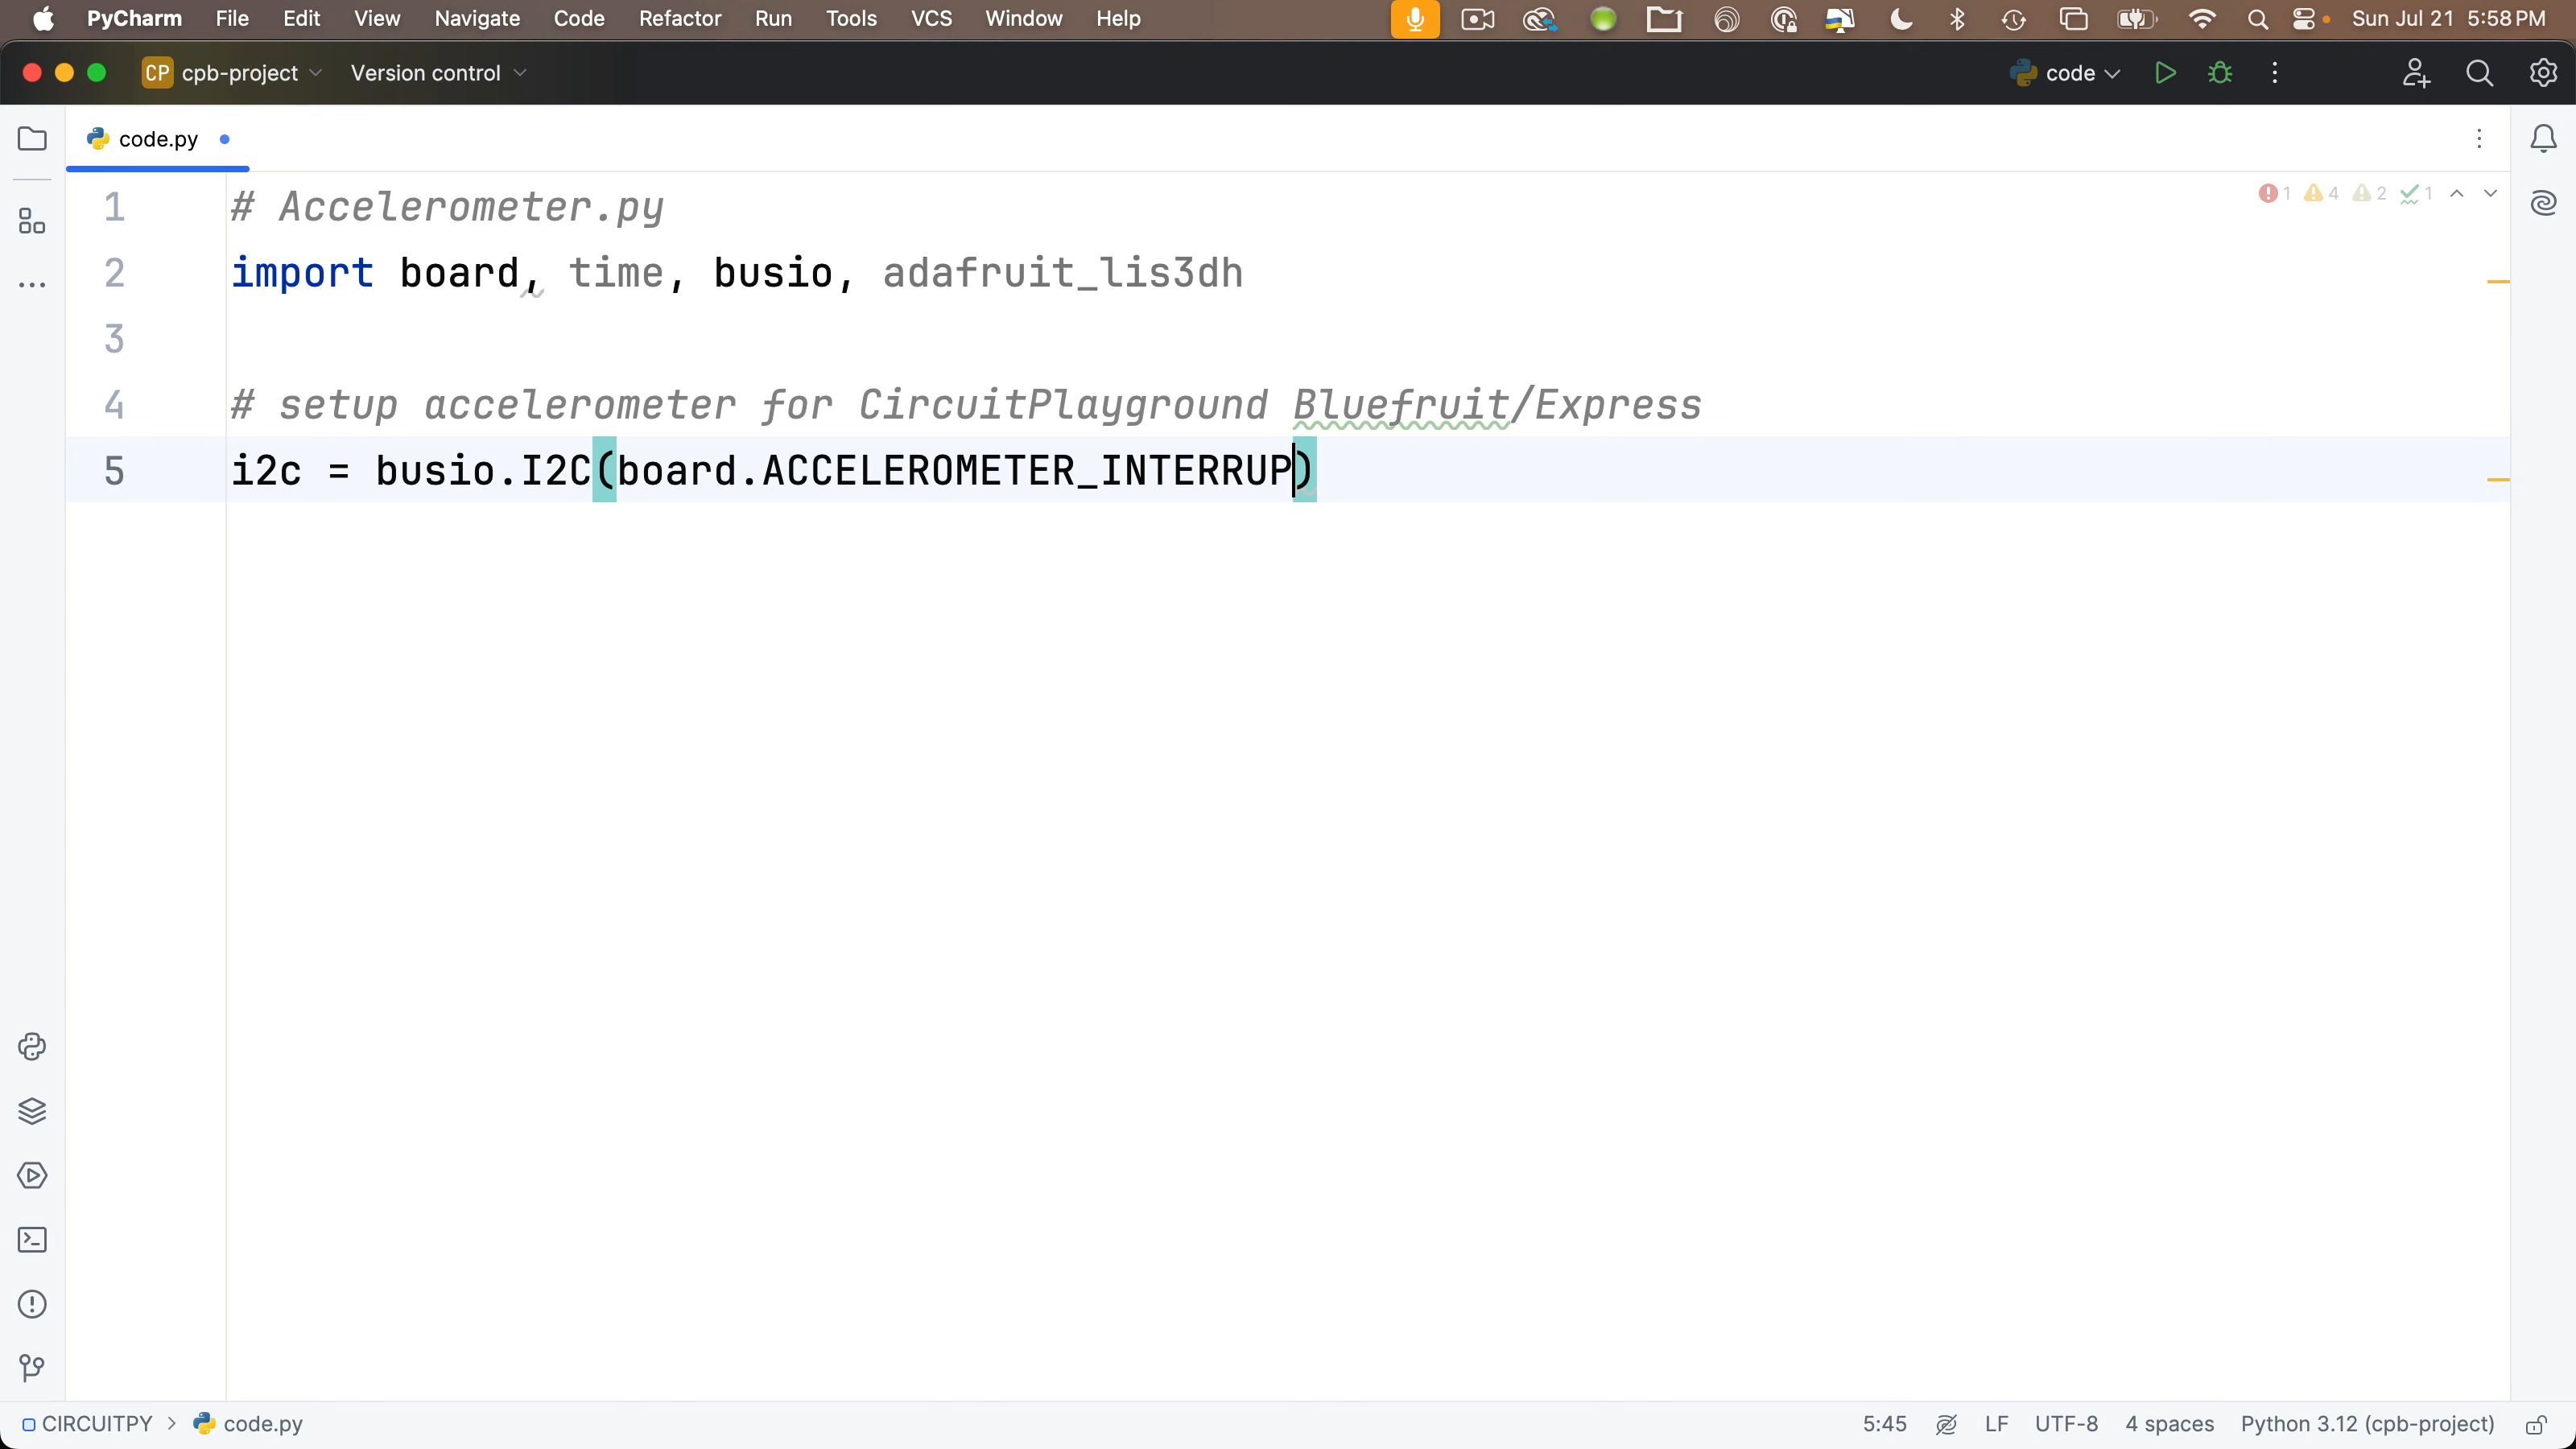 PyCharm File Edit View Navigate Code Refactor Run Tools VCS Window Help Sun Jul 21 5:58 PM
CP cpb-project Version control code
code.py
1 4 2 1
1 # Accelerometer.py
2 import board, time, busio, adafruit_lis3dh
3
4 # setup accelerometer for CircuitPlayground Bluefruit/Express
5 i2c = busio.I2C(board.ACCELEROMETER_INTERRUP)
CIRCUITPY > code.py 5:45 LF UTF-8 4 spaces Python 3.12 (cpb-project)